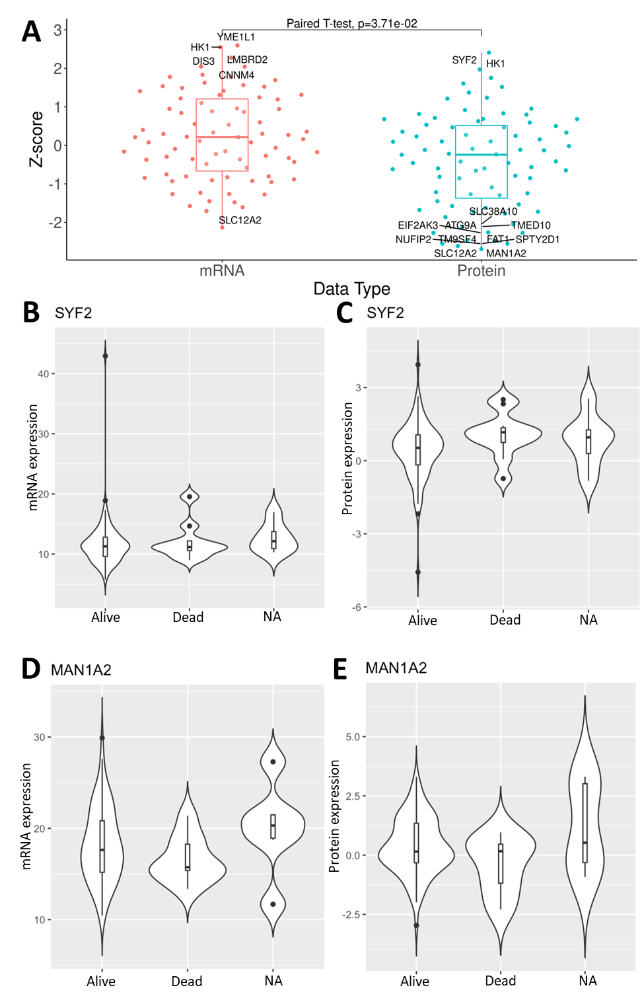 A
Paired T-test, p=3.71e-02
3
YME1L1
HK1
DIS3
LMBRD2
SYF2
HK1
2
CNNM4
1
Z-score
0
-1
-2
SLC12A2
SLC38A10
EIF2AK3
ATG9A
TMED10
NUFIP2
TM9SF4
FAT1
SPTY2D1
SLC12A2
MAN1A2
mRNA
Protein
Data Type
B
SYF2
mRNA expression
40
30
20
10
Alive
Dead
NA
C
SYF2
Protein expression
3
0
-3
-6
Alive
Dead
NA
D
MAN1A2
mRNA expression
30
20
10
Alive
Dead
NA
E
MAN1A2
Protein expression
5.0
2.5
0.0
-2.5
Alive
Dead
NA